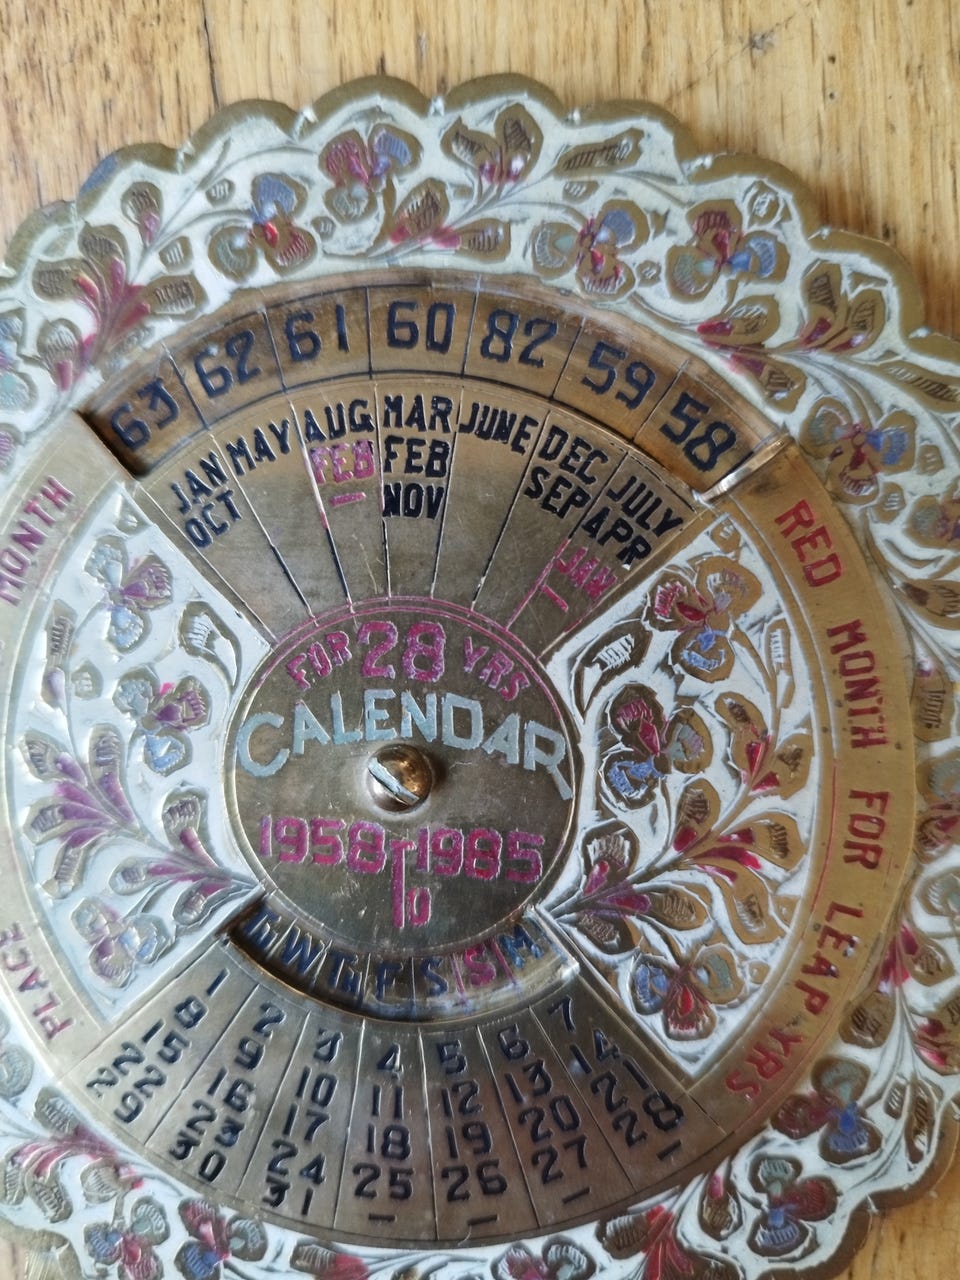 63 62 61 60 82 59 58
JAN MAY AUG MAR JUNE DEC JULY
OCT FEB FEB SEP APR
— NOV JAN
—
MONTH
RED MONTH FOR LEAP YRS
FOR 28 YRS
CALENDAR
1958 To 1985
PLACE
Tu W Th F S S M
1 2 3 4 5 6 7
8 9 10 11 12 13 14
15 16 17 18 19 20 21
22 23 24 25 26 27 28
29 30 31 — — — —